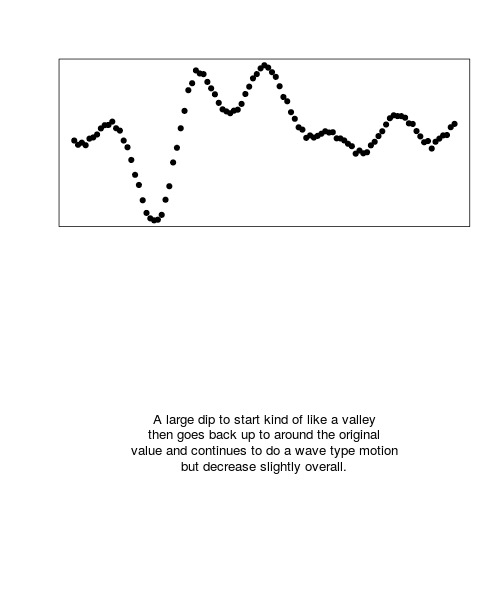 A large dip to start kind of like a valley
then goes back up to around the original
value and continues to do a wave type motion
but decrease slightly overall.